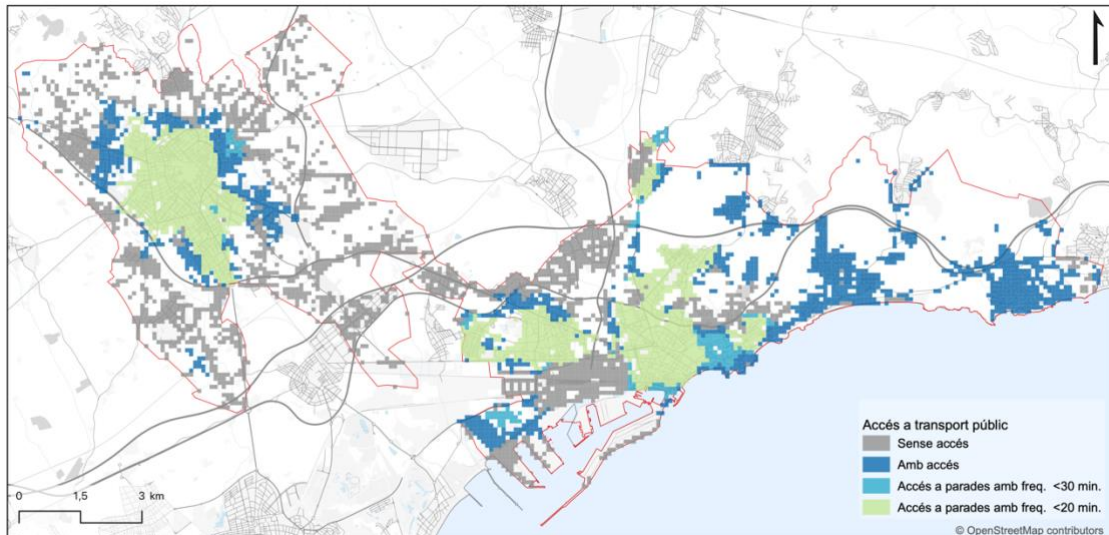 Accés a transport públic
Sense accés
Amb accés
Accés a parades amb freq. <30 min.
Accés a parades amb freq. <20 min.
0 1,5 3 km
© OpenStreetMap contributors